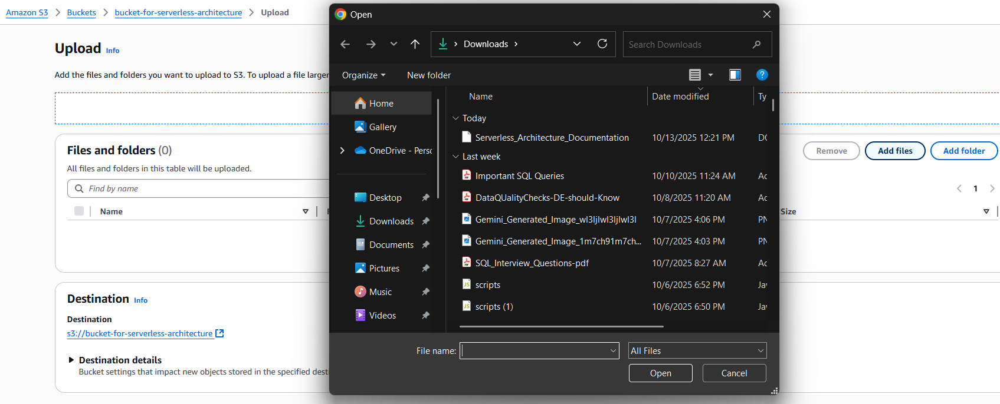 Amazon S3 > Buckets > bucket-for-serverless-architecture > Upload
Upload Info
Add the files and folders you want to upload to S3. To upload a file larger
Files and folders (0)
All files and folders in this table will be uploaded.
Find by name
Name
Destination Info
Destination
s3://bucket-for-serverless-architecture
Destination details
Bucket settings that impact new objects stored in the specified desti
Open
Downloads
Search Downloads
Organize
New folder
Home
Gallery
OneDrive - Perso
Desktop
Downloads
Documents
Pictures
Music
Videos
Name Date modified Ty
Today
Serverless_Architecture_Documentation 10/13/2025 12:21 PM DO
Last week
Important SQL Queries 10/10/2025 11:24 AM Ac
DataQUalityChecks-DE-should-Know 10/8/2025 11:20 AM Ac
Gemini_Generated_Image_wl3ljlwl3ljlwl3l 10/7/2025 4:06 PM PN
Gemini_Generated_Image_1m7ch91m7ch... 10/7/2025 4:03 PM PN
SQL_Interview_Questions-pdf 10/7/2025 8:27 AM Ac
scripts 10/6/2025 6:52 PM Jav
scripts (1) 10/6/2025 6:50 PM Jav
File name:
All Files
Open
Cancel
Remove
Add files
Add folder
1
Size